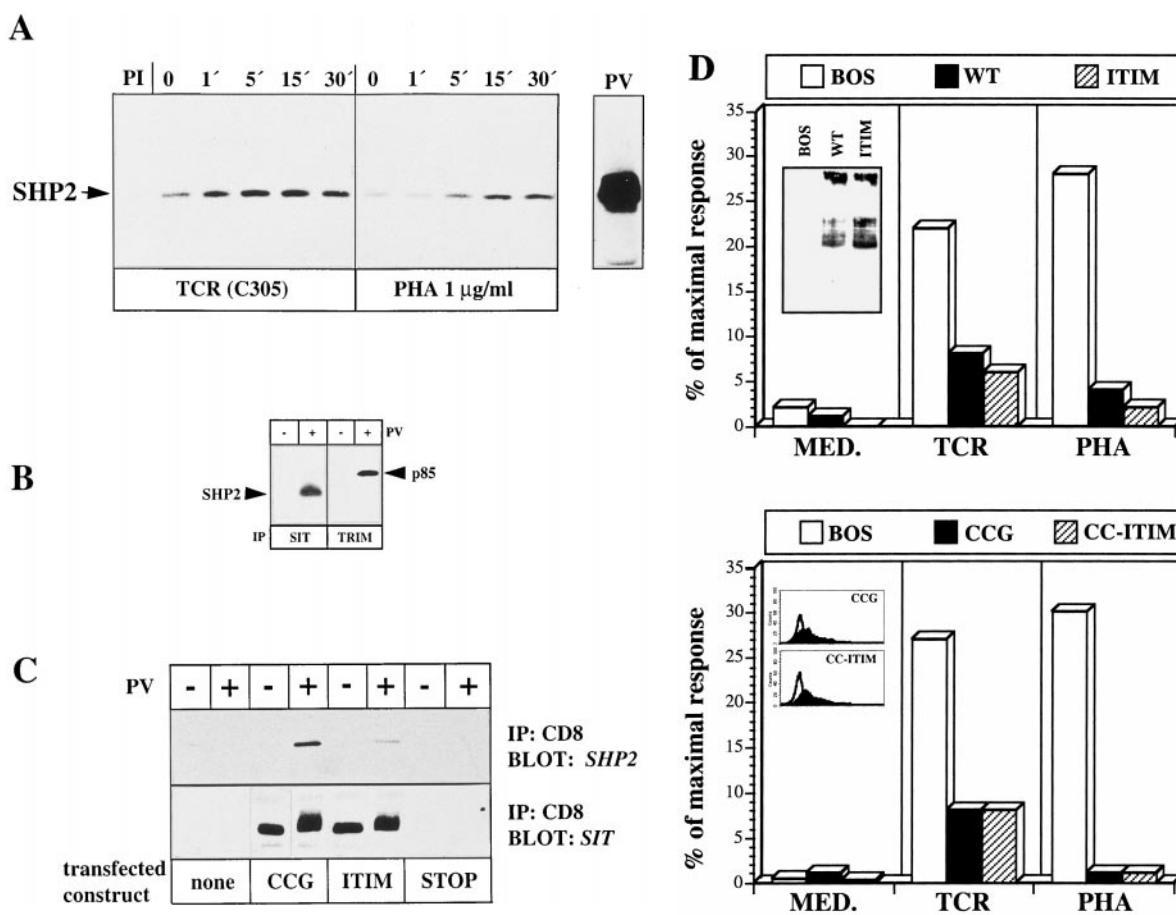 A
PI 0 1´ 5´ 15´ 30´ 0 1´ 5´ 15´ 30´ PV
SHP2
TCR (C305) PHA 1 µg/ml
B
- + - + PV
SHP2
p85
IP SIT TRIM
C
PV - + - + - + - +
IP: CD8
BLOT: SHP2
IP: CD8
BLOT: SIT
transfected
construct
none CCG ITIM STOP
D
BOS WT ITIM
% of maximal response
35
30
25
20
15
10
5
0
BOS WT ITIM
MED. TCR PHA
BOS CCG CC-ITIM
% of maximal response
35
30
25
20
15
10
5
0
CCG
CC-ITIM
MED. TCR PHA